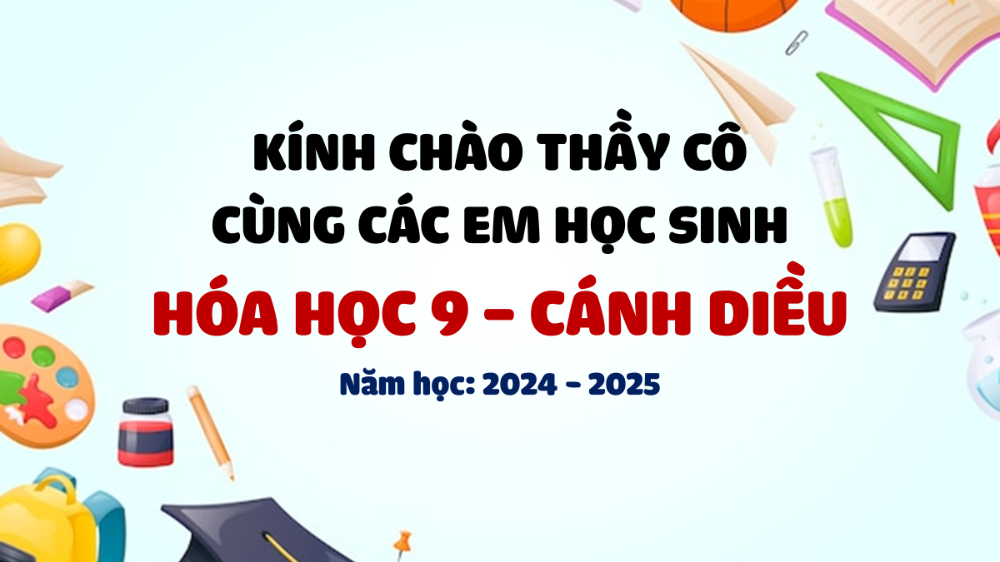 KÍNH CHÀO THẦY CÔ
CÙNG CÁC EM HỌC SINH
HÓA HỌC 9 – CÁNH DIỀU
Năm học: 2024 – 2025